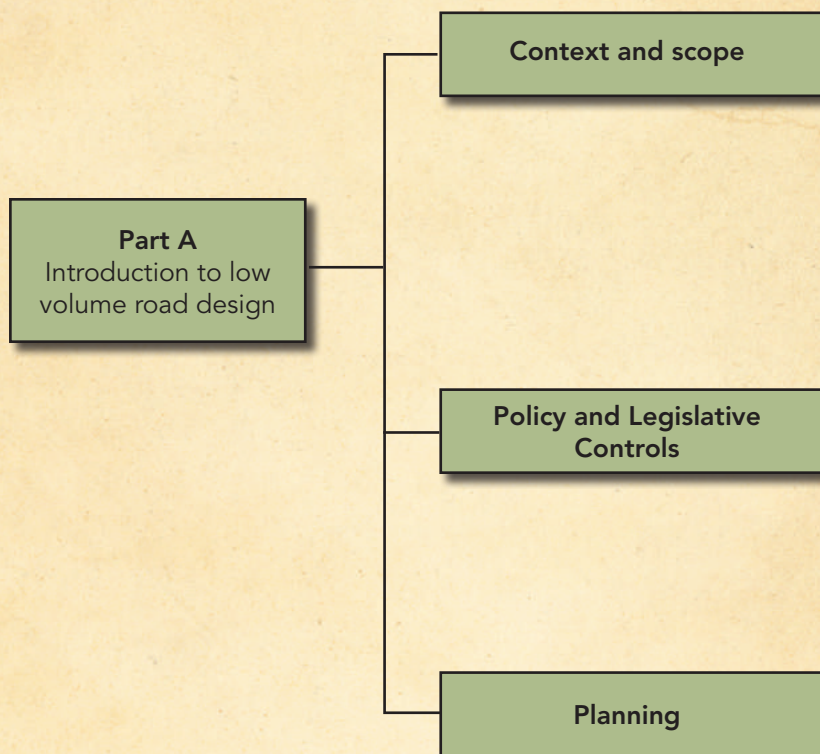 Context and scope
Part A
Introduction to low
volume road design
Policy and Legislative
Controls
Planning